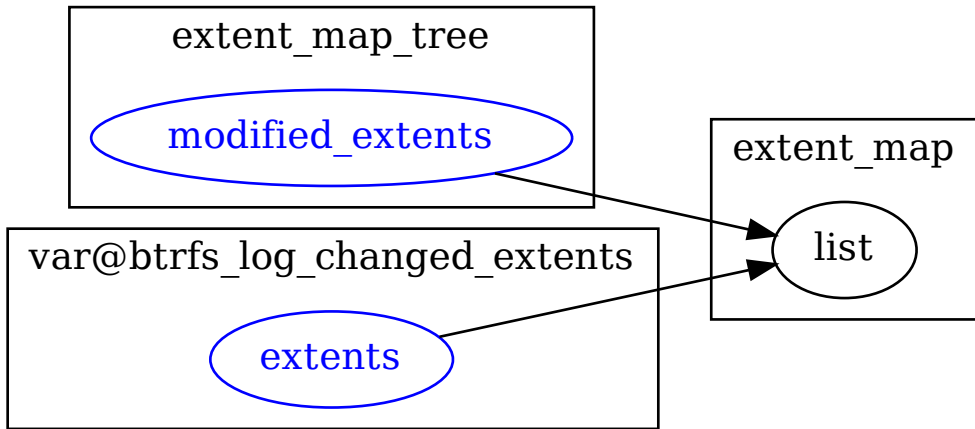 extent_map_tree
modified_extents
var@btrfs_log_changed_extents
extents
extent_map
list